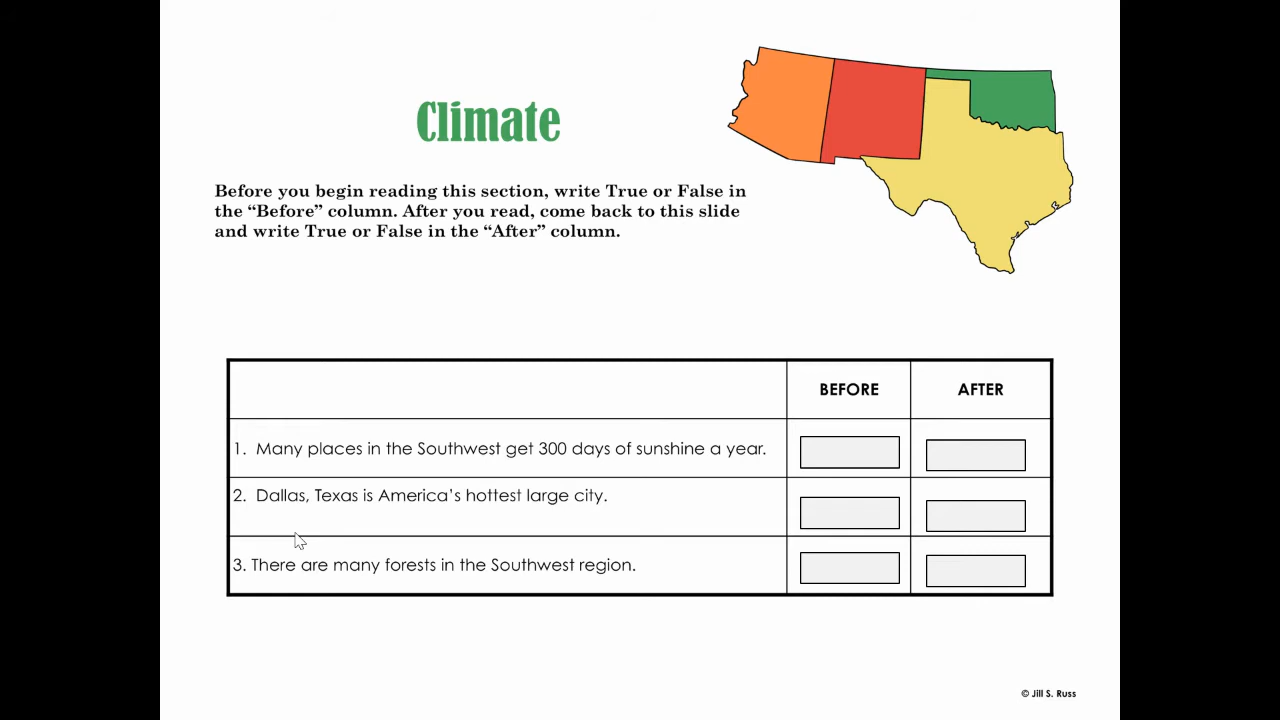 Climate
Before you begin reading this section, write True or False in
the “Before” column. After you read, come back to this slide
and write True or False in the “After” column.
BEFORE
AFTER
1. Many places in the Southwest get 300 days of sunshine a year.
2. Dallas, Texas is America’s hottest large city.
3. There are many forests in the Southwest region.
© Jill S. Russ